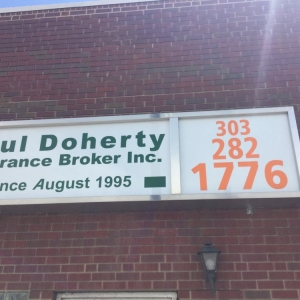 ul Doherty
rance Broker Inc.
nce August 1995
303
282
1776